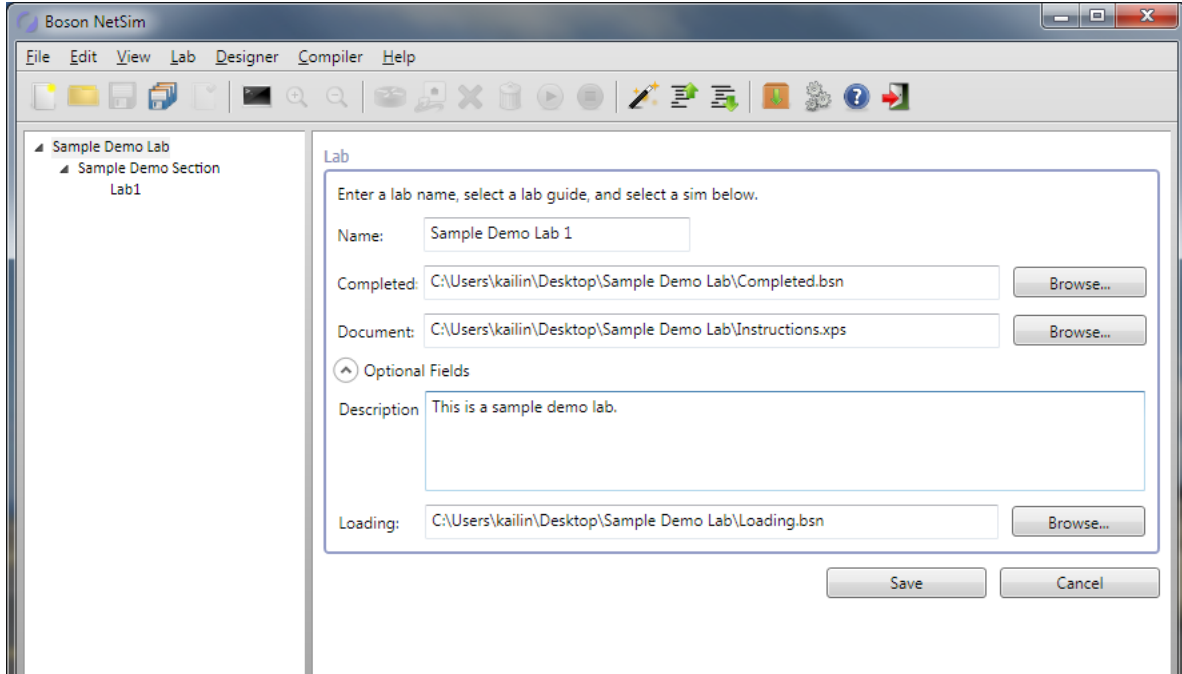 Boson NetSim
File Edit View Lab Designer Compiler Help
Sample Demo Lab
Sample Demo Section
Lab1
Lab
Enter a lab name, select a lab guide, and select a sim below.
Name: Sample Demo Lab 1
Completed: C:\Users\kailin\Desktop\Sample Demo Lab\Completed.bsn Browse...
Document: C:\Users\kailin\Desktop\Sample Demo Lab\Instructions.xps Browse...
Optional Fields
Description This is a sample demo lab.
Loading: C:\Users\kailin\Desktop\Sample Demo Lab\Loading.bsn Browse...
Save Cancel